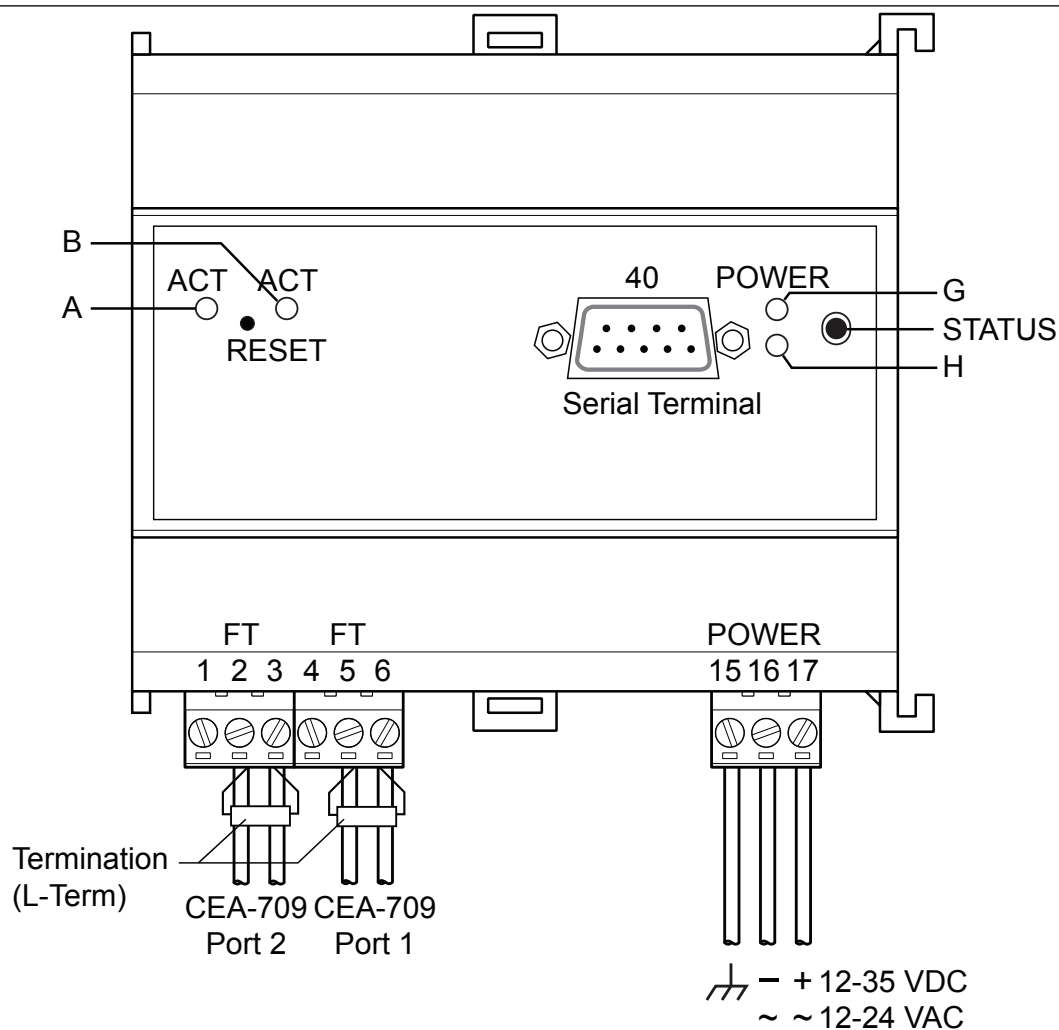 B
ACT ACT
A
RESET
40
POWER
G
STATUS
H
Serial Terminal
FT FT
POWER
1 2 3 4 5 6
15 16 17
Termination
(L-Term)
CEA-709 CEA-709
Port 2 Port 1
− + 12-35 VDC
~ ~ 12-24 VAC